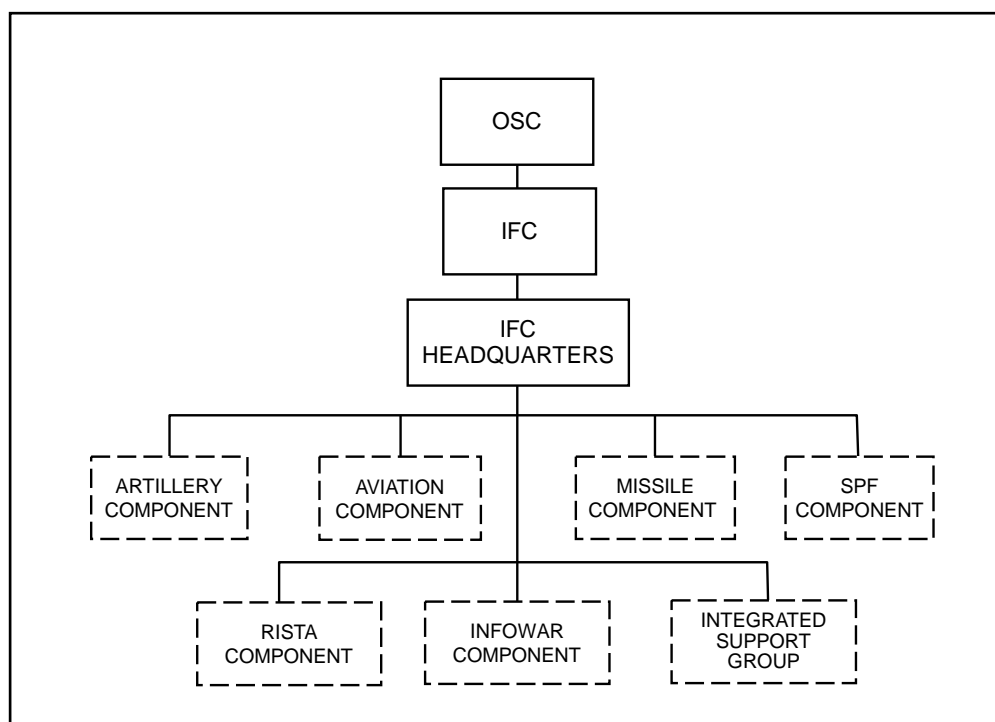 OSC
IFC
IFC
HEADQUARTERS
ARTILLERY
COMPONENT
AVIATION
COMPONENT
MISSILE
COMPONENT
SPF
COMPONENT
RISTA
COMPONENT
INFOWAR
COMPONENT
INTEGRATED
SUPPORT
GROUP